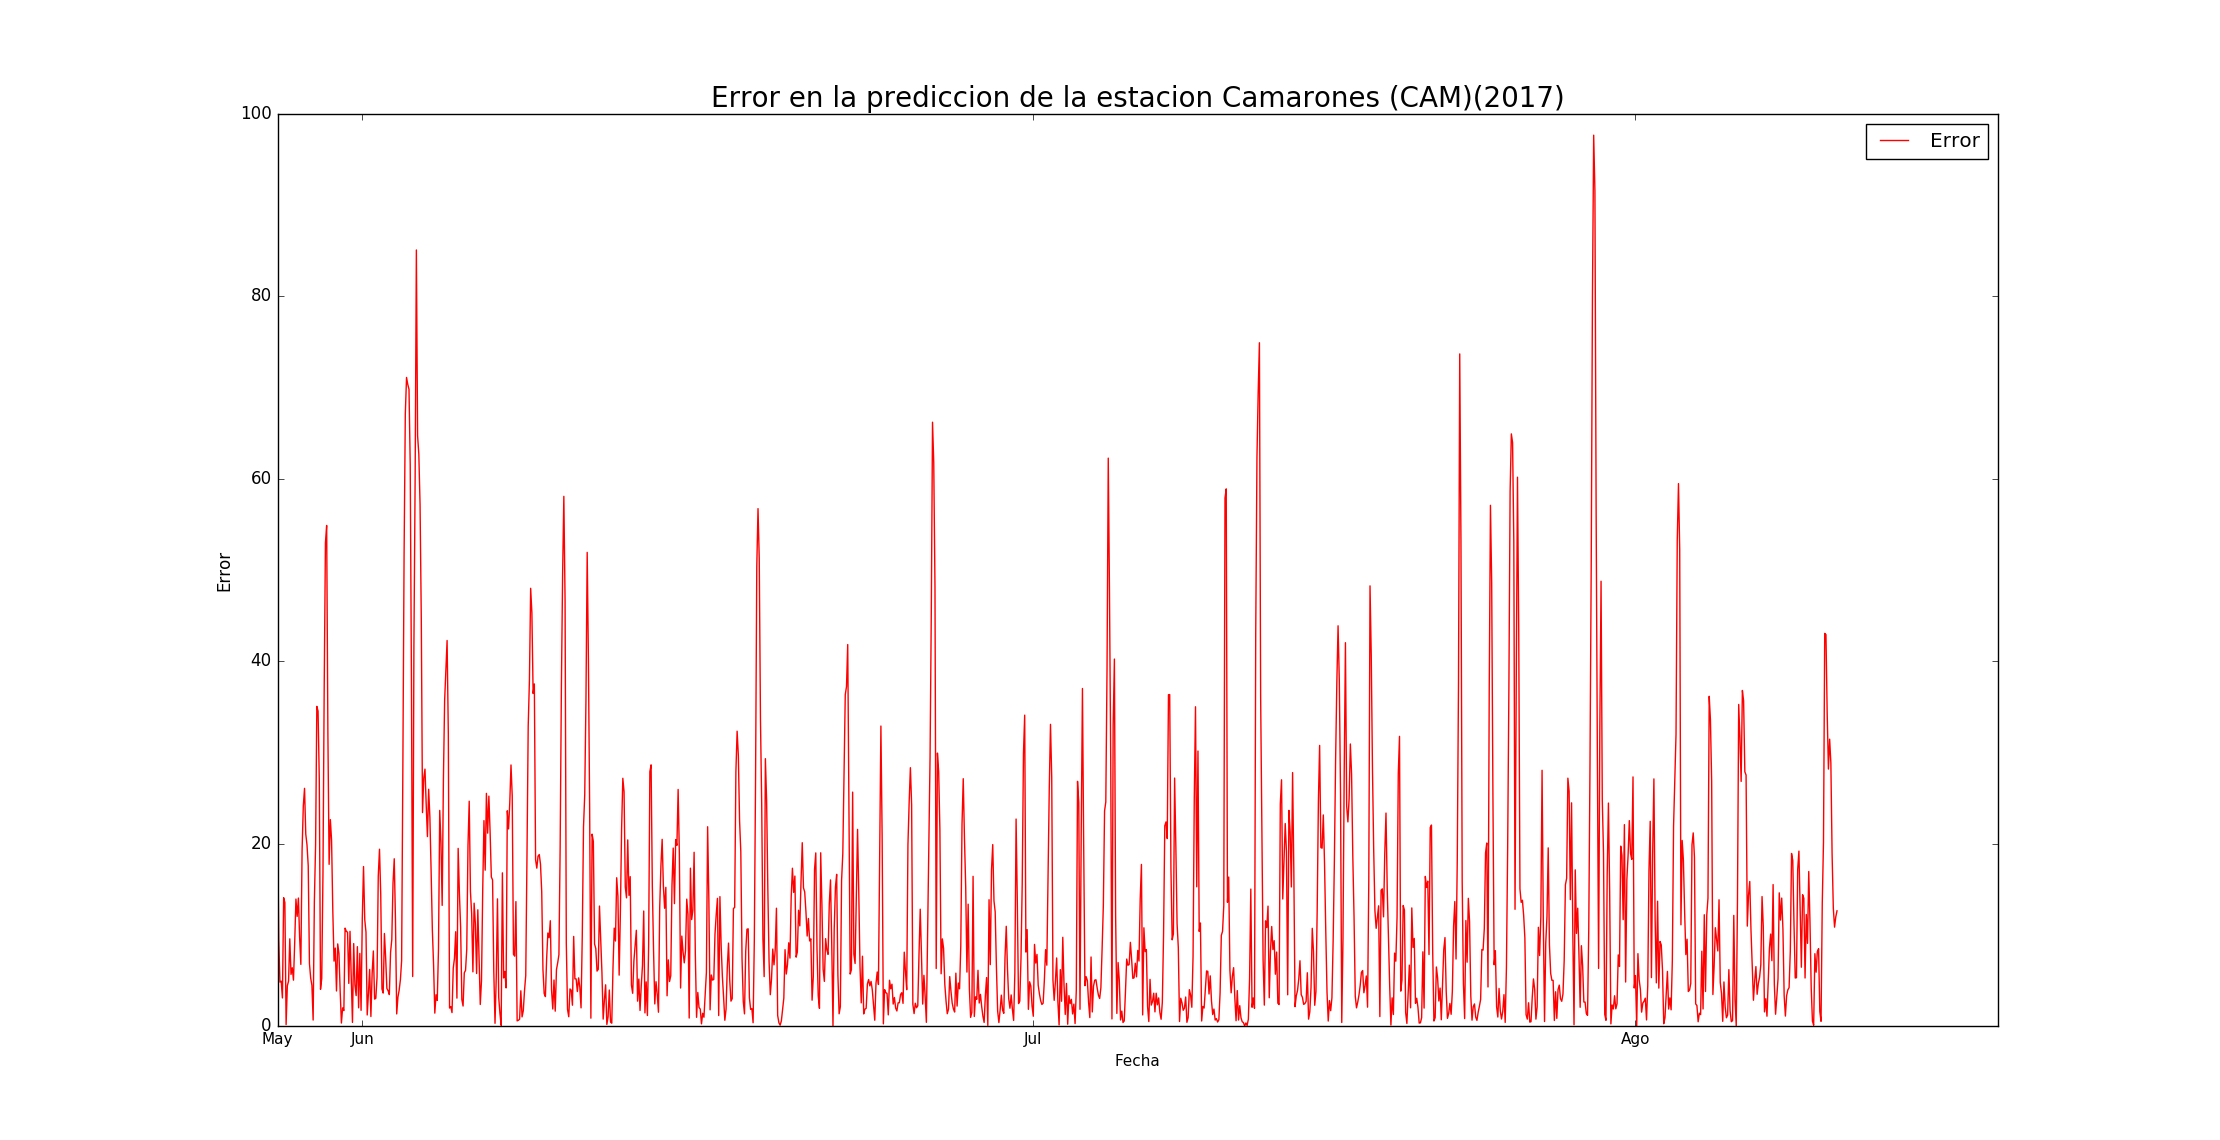 Error en la prediccion de la estacion Camarones (CAM)(2017)
100
Error
80
60
Error
40
20
0
May Jun Jul Ago
Fecha